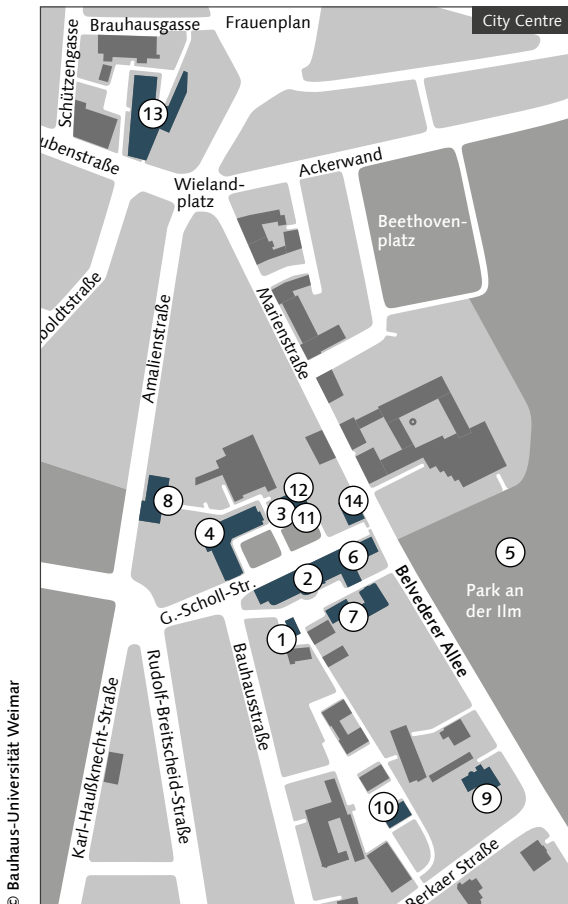 City Centre
Brauhausgasse
Frauenplan
Schützengasse
13
ubenstraße
Wieland-
platz
Ackerwand
Beethoven-
platz
boldtstraße
Amalienstraße
Marienstraße
12
8
3
11
14
4
6
5
2
Park an
der Ilm
G.-Scholl-Str.
7
1
Belvederer Allee
Bauhausstraße
Rudolf-Breitscheid-Straße
Karl-Haußknecht-Straße
9
10
Berkaer Straße
© Bauhaus-Universität Weimar